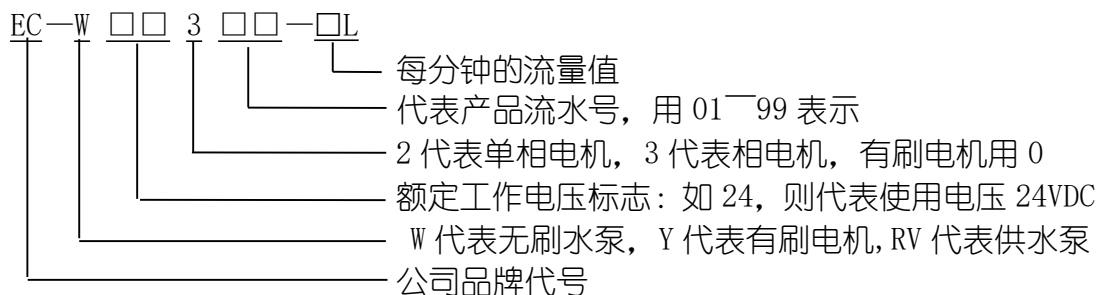 EC—W □□ 3 □□—□L
每分钟的流量值
代表产品流水号，用 01—99 表示
2 代表单相电机，3 代表相电机，有刷电机用 0
额定工作电压标志：如 24，则代表使用电压 24VDC
W 代表无刷水泵，Y 代表有刷电机,RV 代表供水泵
公司品牌代号